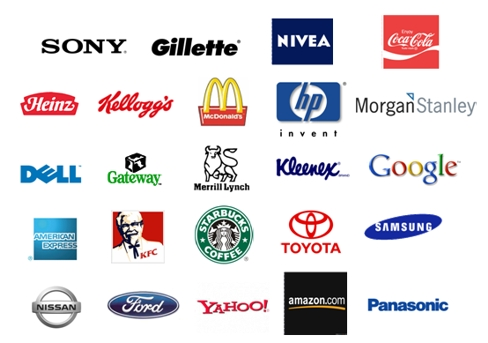 SONY
Gillette
NIVEA
Enjoy
Coca-Cola
Heinz
Kellogg's
McDonald's
hp
invent
MorganStanley
DELL
Gateway
Merrill Lynch
Kleenex
Google
AMERICAN
EXPRESS
KFC
STARBUCKS
COFFEE
TOYOTA
SAMSUNG
NISSAN
Ford
YAHOO!
amazon.com
Panasonic